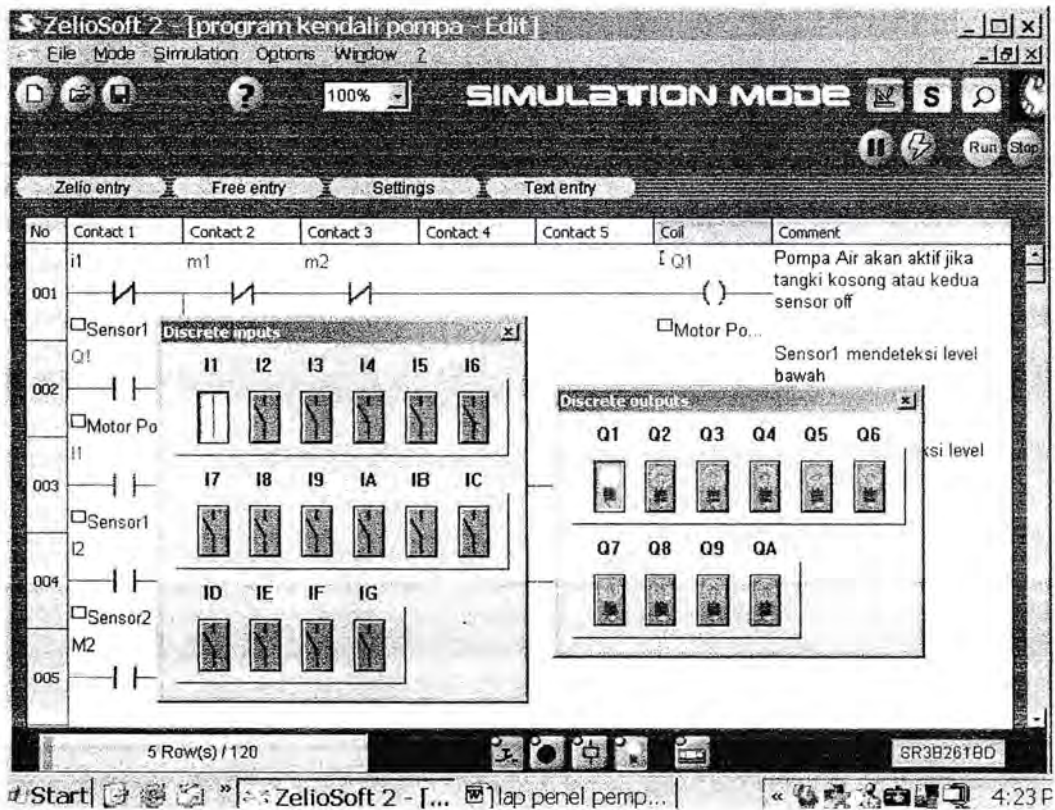 ZelioSoft 2 - [program kendali pompa - Edit ]
File Mode Simulation Options Window ?
100% SIMULATION MODE S
Run Stop
Zelio entry Free entry Settings Text entry
No Contact 1 Contact 2 Contact 3 Contact 4 Contact 5 Coil Comment
i1 m1 m2 [ Q1 Pompa Air akan aktif jika
001 ( ) tangki kosong atau kedua
sensor off
Sensor1 Motor Po...
Q1 Sensor1 mendeteksi level
002 bawah
Motor Po
I1 ksi level
003
Sensor1
I2
004
Sensor2
M2
005
Discrete inputs
I1 I2 I3 I4 I5 I6
I7 I8 I9 IA IB IC
ID IE IF IG
Discrete outputs
Q1 Q2 Q3 Q4 Q5 Q6
Q7 Q8 Q9 QA
5 Row(s) / 120 SR3B261BD
Start » ZelioSoft 2 - [... lap penel pemp... « 4:23 P